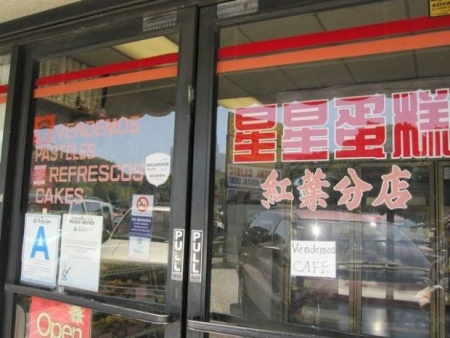 VENDEMOS
PASTELES
REFRESCOS
CAKES
A
PULL
PULL
Open
星星蛋糕
紅葉分店
Vendemos
CAFE